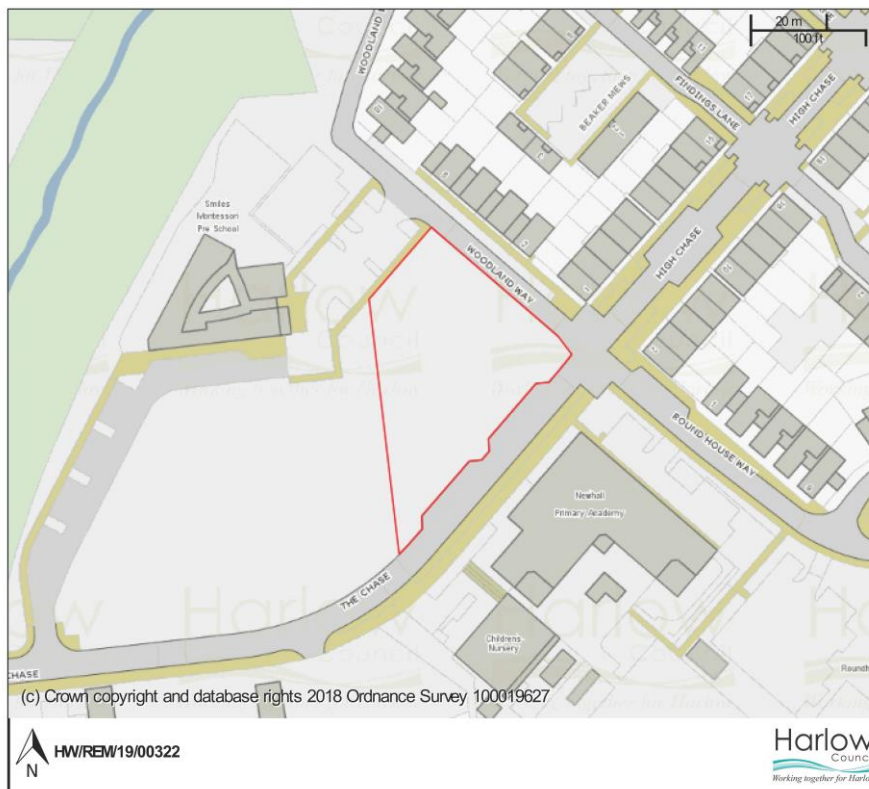 20 m
100 ft
WOODLAND
WOODLAND WAY
BEAKER MEWS
FINDINGS LANE
HIGH CHASE
HIGH CHASE
Smiles
Montessori
Pre School
ROUND HOUSE WAY
Newhall
Primary Academy
THE CHASE
Childrens
Nursery
CHASE
Roundh
(c) Crown copyright and database rights 2018 Ordnance Survey 100019627
N
HW/REM/19/00322
Harlow
Council
Working together for Harlow